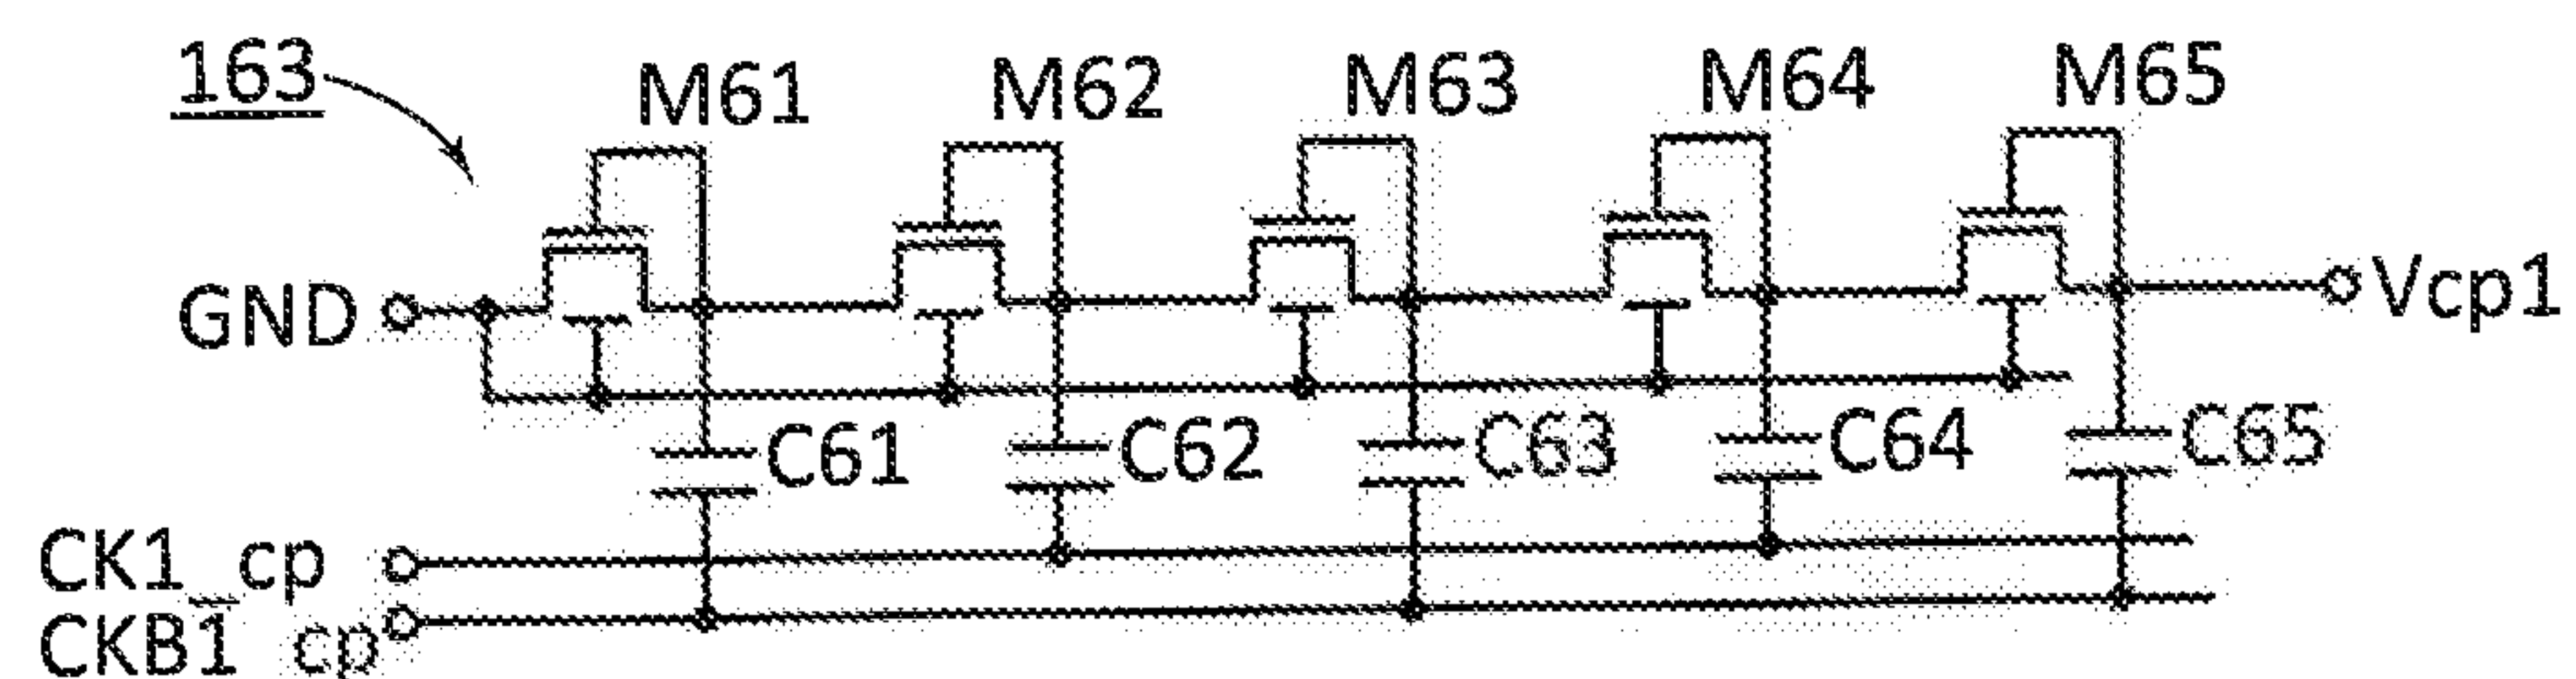 163
M61 M62 M63 M64 M65
GND
Vcp1
C61 C62 C63 C64 C65
CK1_cp
CKB1_cp